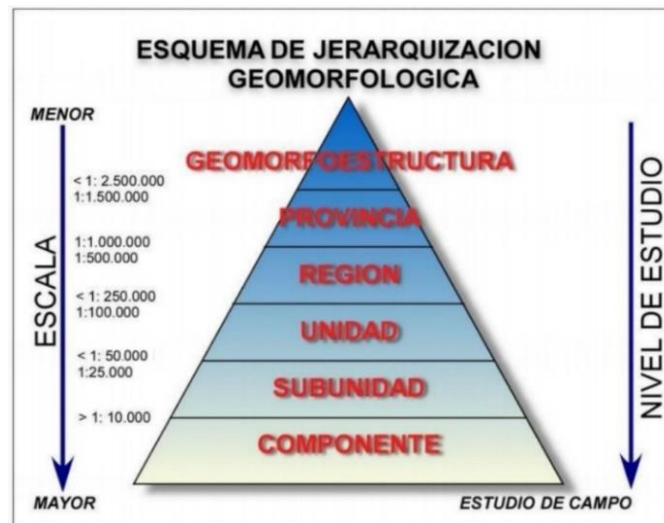 ESQUEMA DE JERARQUIZACION
GEOMORFOLOGICA
MENOR
GEOMORFOESTRUCTURA
< 1: 2.500.000
1:1.500.000
PROVINCIA
1:1.000.000
1:500.000
REGION
< 1: 250.000
1:100.000
UNIDAD
< 1: 50.000
1:25.000
SUBUNIDAD
> 1: 10.000
COMPONENTE
MAYOR
ESTUDIO DE CAMPO
ESCALA
NIVEL DE ESTUDIO